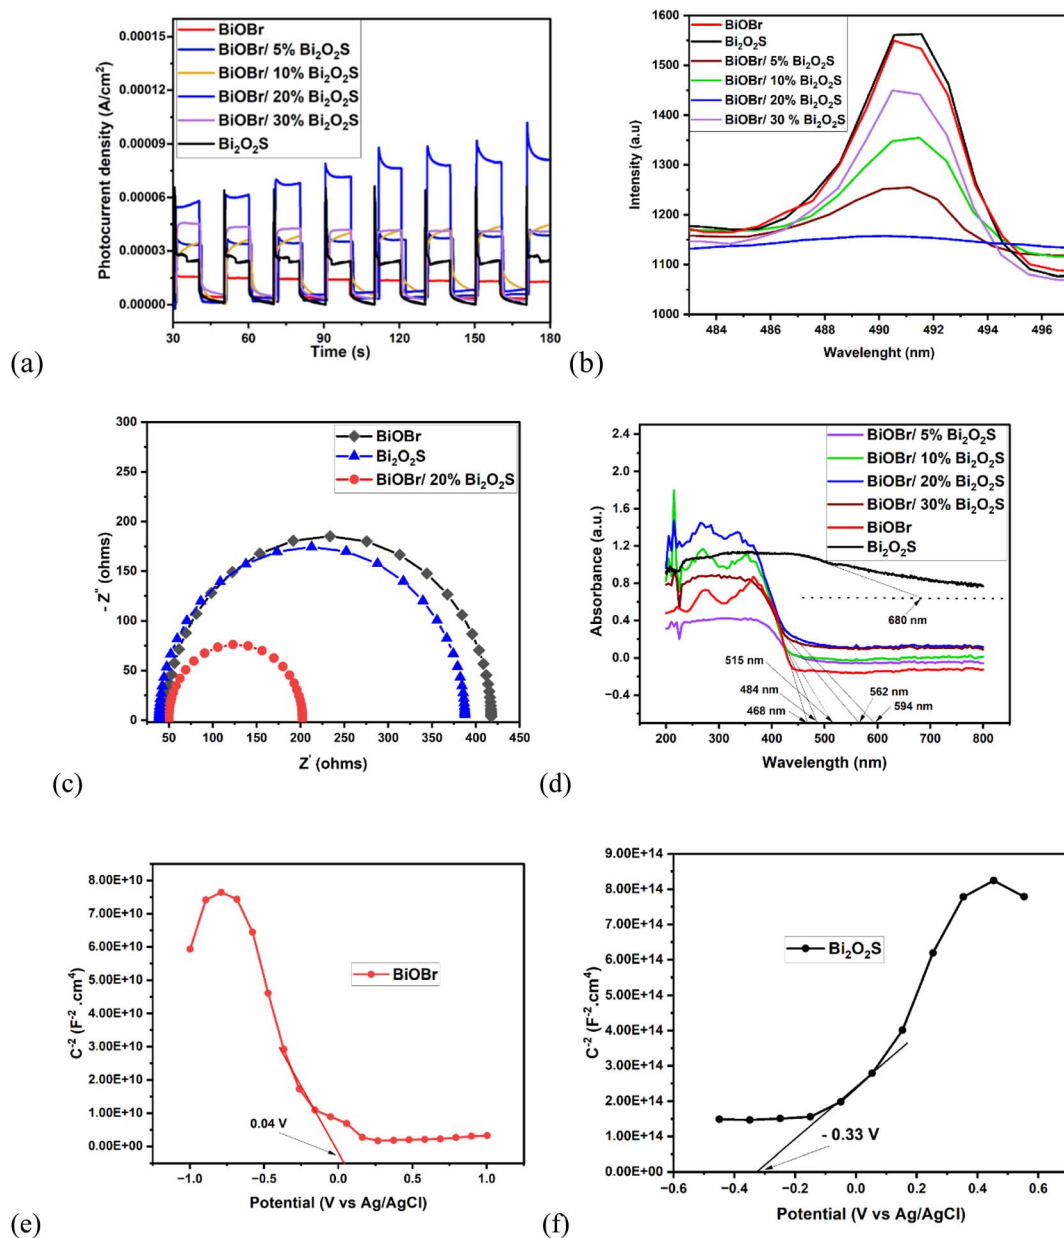 BiOBr
BiOBr/ 5% Bi₂O₂S
BiOBr/ 10% Bi₂O₂S
BiOBr/ 20% Bi₂O₂S
BiOBr/ 30% Bi₂O₂S
Bi₂O₂S
Photocurrent density (A/cm²)
0.00015
0.00012
0.00009
0.00006
0.00003
0.00000
30 60 90 120 150 180
Time (s)
(a)
BiOBr
Bi₂O₂S
BiOBr/ 5% Bi₂O₂S
BiOBr/ 10% Bi₂O₂S
BiOBr/ 20% Bi₂O₂S
BiOBr/ 30 % Bi₂O₂S
Intensity (a.u)
1600
1500
1400
1300
1200
1100
1000
484 486 488 490 492 494 496
Wavelenght (nm)
(b)
BiOBr
Bi₂O₂S
BiOBr/ 20% Bi₂O₂S
- Z" (ohms)
300
250
200
150
100
50
0
50 100 150 200 250 300 350 400 450
Z' (ohms)
(c)
BiOBr/ 5% Bi₂O₂S
BiOBr/ 10% Bi₂O₂S
BiOBr/ 20% Bi₂O₂S
BiOBr/ 30% Bi₂O₂S
BiOBr
Bi₂O₂S
Absorbance (a.u.)
2.4
2.0
1.6
1.2
0.8
0.4
0.0
−0.4
680 nm
515 nm
484 nm
468 nm
562 nm
594 nm
200 300 400 500 600 700 800
Wavelength (nm)
(d)
BiOBr
C⁻² (F⁻².cm⁴)
8.00E+10
7.00E+10
6.00E+10
5.00E+10
4.00E+10
3.00E+10
2.00E+10
1.00E+10
0.00E+00
0.04 V
−1.0 −0.5 0.0 0.5 1.0
Potential (V vs Ag/AgCl)
(e)
Bi₂O₂S
C⁻² (F⁻².cm⁴)
9.00E+14
8.00E+14
7.00E+14
6.00E+14
5.00E+14
4.00E+14
3.00E+14
2.00E+14
1.00E+14
0.00E+00
- 0.33 V
−0.6 −0.4 −0.2 0.0 0.2 0.4 0.6
Potential (V vs Ag/AgCl)
(f)